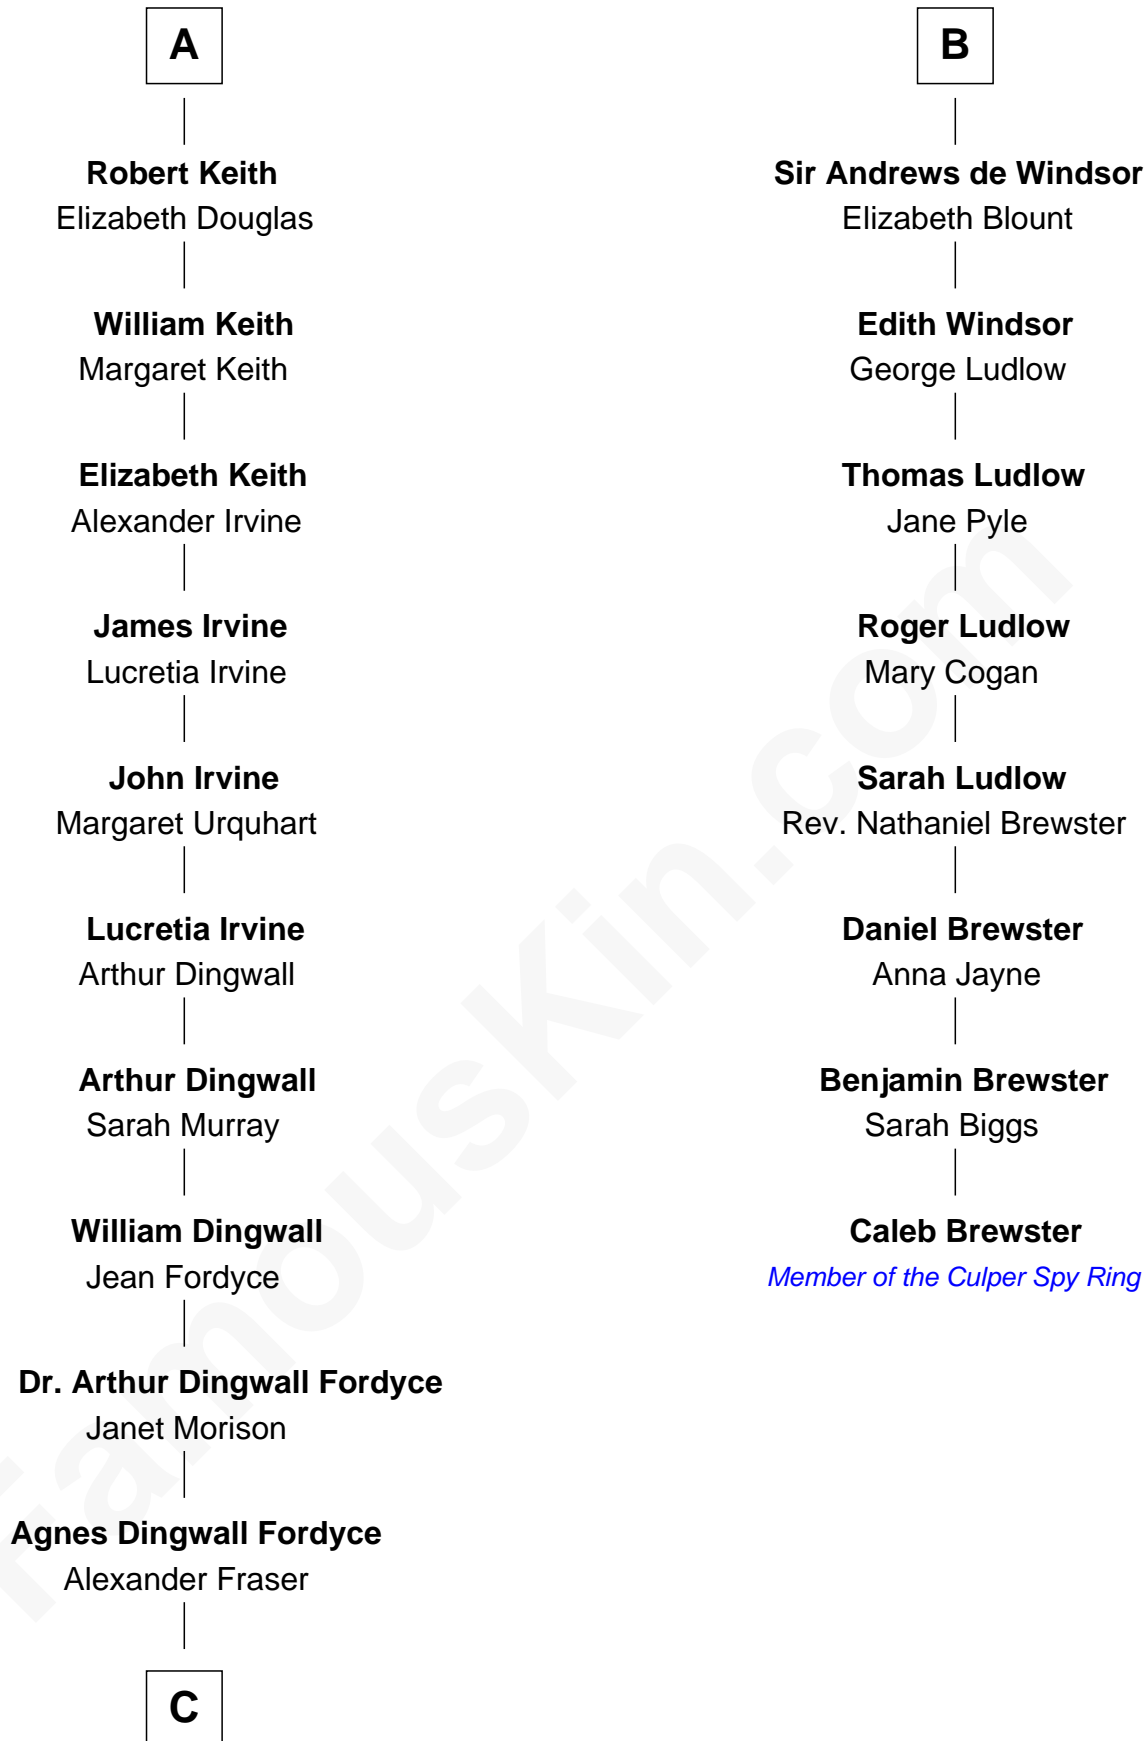 A
Robert Keith
Elizabeth Douglas
William Keith
Margaret Keith
Elizabeth Keith
Alexander Irvine
James Irvine
Lucretia Irvine
John Irvine
Margaret Urquhart
Lucretia Irvine
Arthur Dingwall
Arthur Dingwall
Sarah Murray
William Dingwall
Jean Fordyce
Dr. Arthur Dingwall Fordyce
Janet Morison
Agnes Dingwall Fordyce
Alexander Fraser
C
B
Sir Andrews de Windsor
Elizabeth Blount
Edith Windsor
George Ludlow
Thomas Ludlow
Jane Pyle
Roger Ludlow
Mary Cogan
Sarah Ludlow
Rev. Nathaniel Brewster
Daniel Brewster
Anna Jayne
Benjamin Brewster
Sarah Biggs
Caleb Brewster
Member of the Culper Spy Ring
FamousKin.com